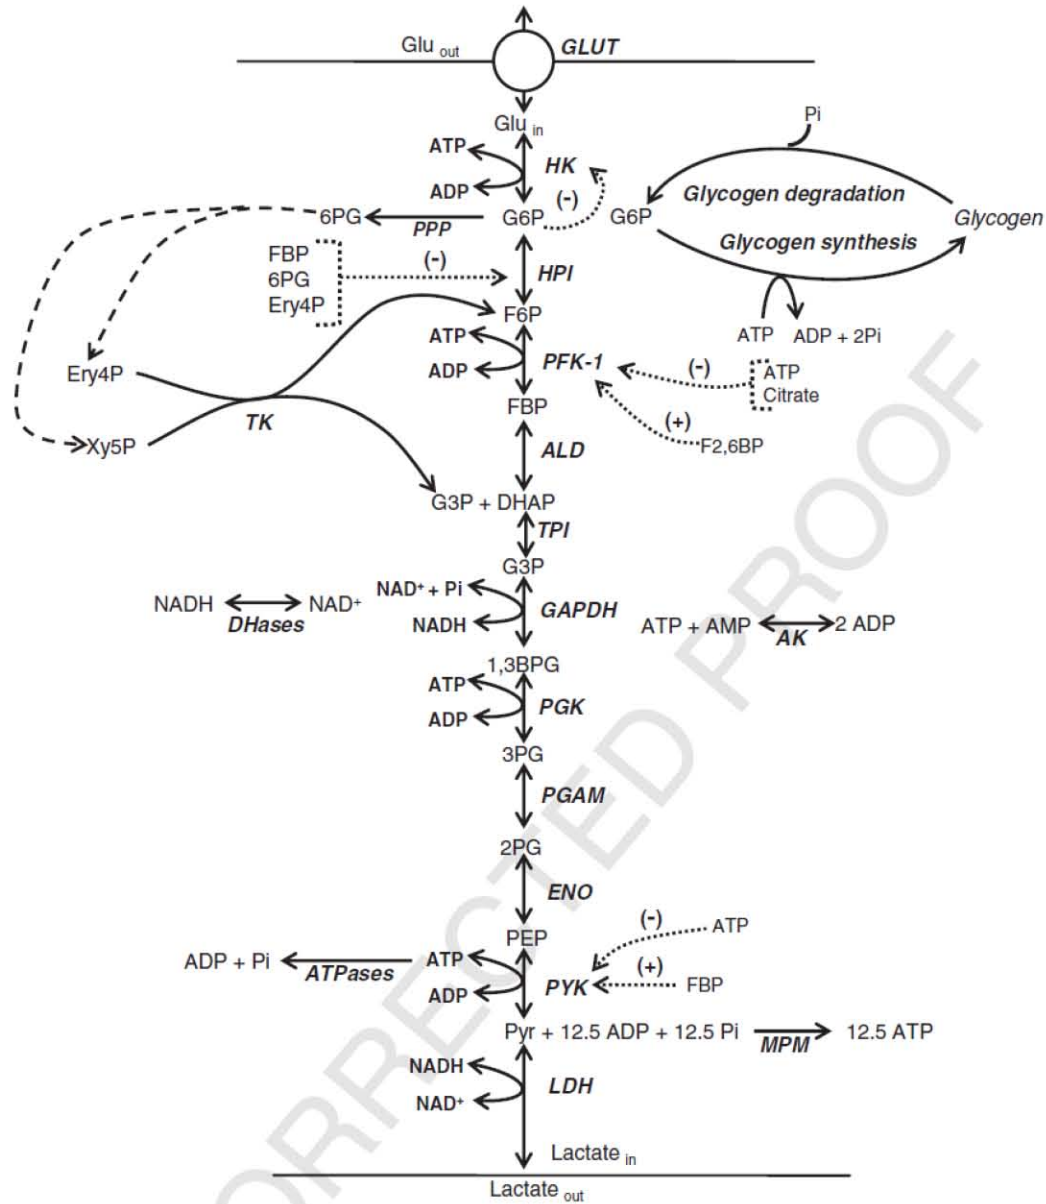 Glu out
GLUT
Glu in
ATP
HK
ADP
Pi
Glycogen degradation
6PG
PPP
G6P
(-)
G6P
Glycogen
Glycogen synthesis
FBP
6PG
Ery4P
(-)
HPI
F6P
ATP
ADP
PFK-1
(-)
ATP
ADP + 2Pi
ATP
Citrate
Ery4P
FBP
TK
(+)
F2,6BP
Xy5P
ALD
G3P + DHAP
TPI
G3P
NADH
NAD+
DHases
NAD+ + Pi
NADH
GAPDH
ATP + AMP
2 ADP
AK
1,3BPG
ATP
ADP
PGK
3PG
PGAM
2PG
ENO
PEP
(-)
ATP
ADP + Pi
ATPases
ATP
ADP
PYK
(+)
FBP
Pyr + 12.5 ADP + 12.5 Pi
MPM
12.5 ATP
NADH
NAD+
LDH
Lactate in
Lactate out
ORRECTED PROOF